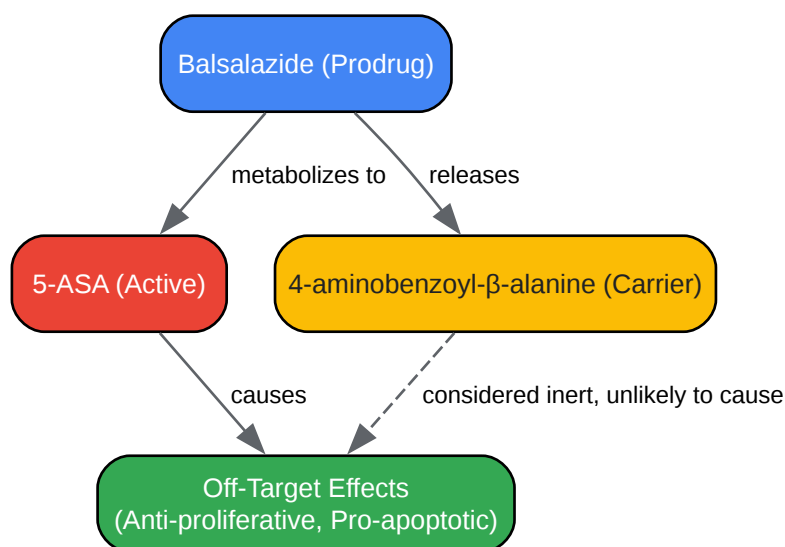 Balsalazide (Prodrug)
metabolizes to
releases
5-ASA (Active)
4-aminobenzoyl-β-alanine (Carrier)
causes
considered inert, unlikely to cause
Off-Target Effects
(Anti-proliferative, Pro-apoptotic)